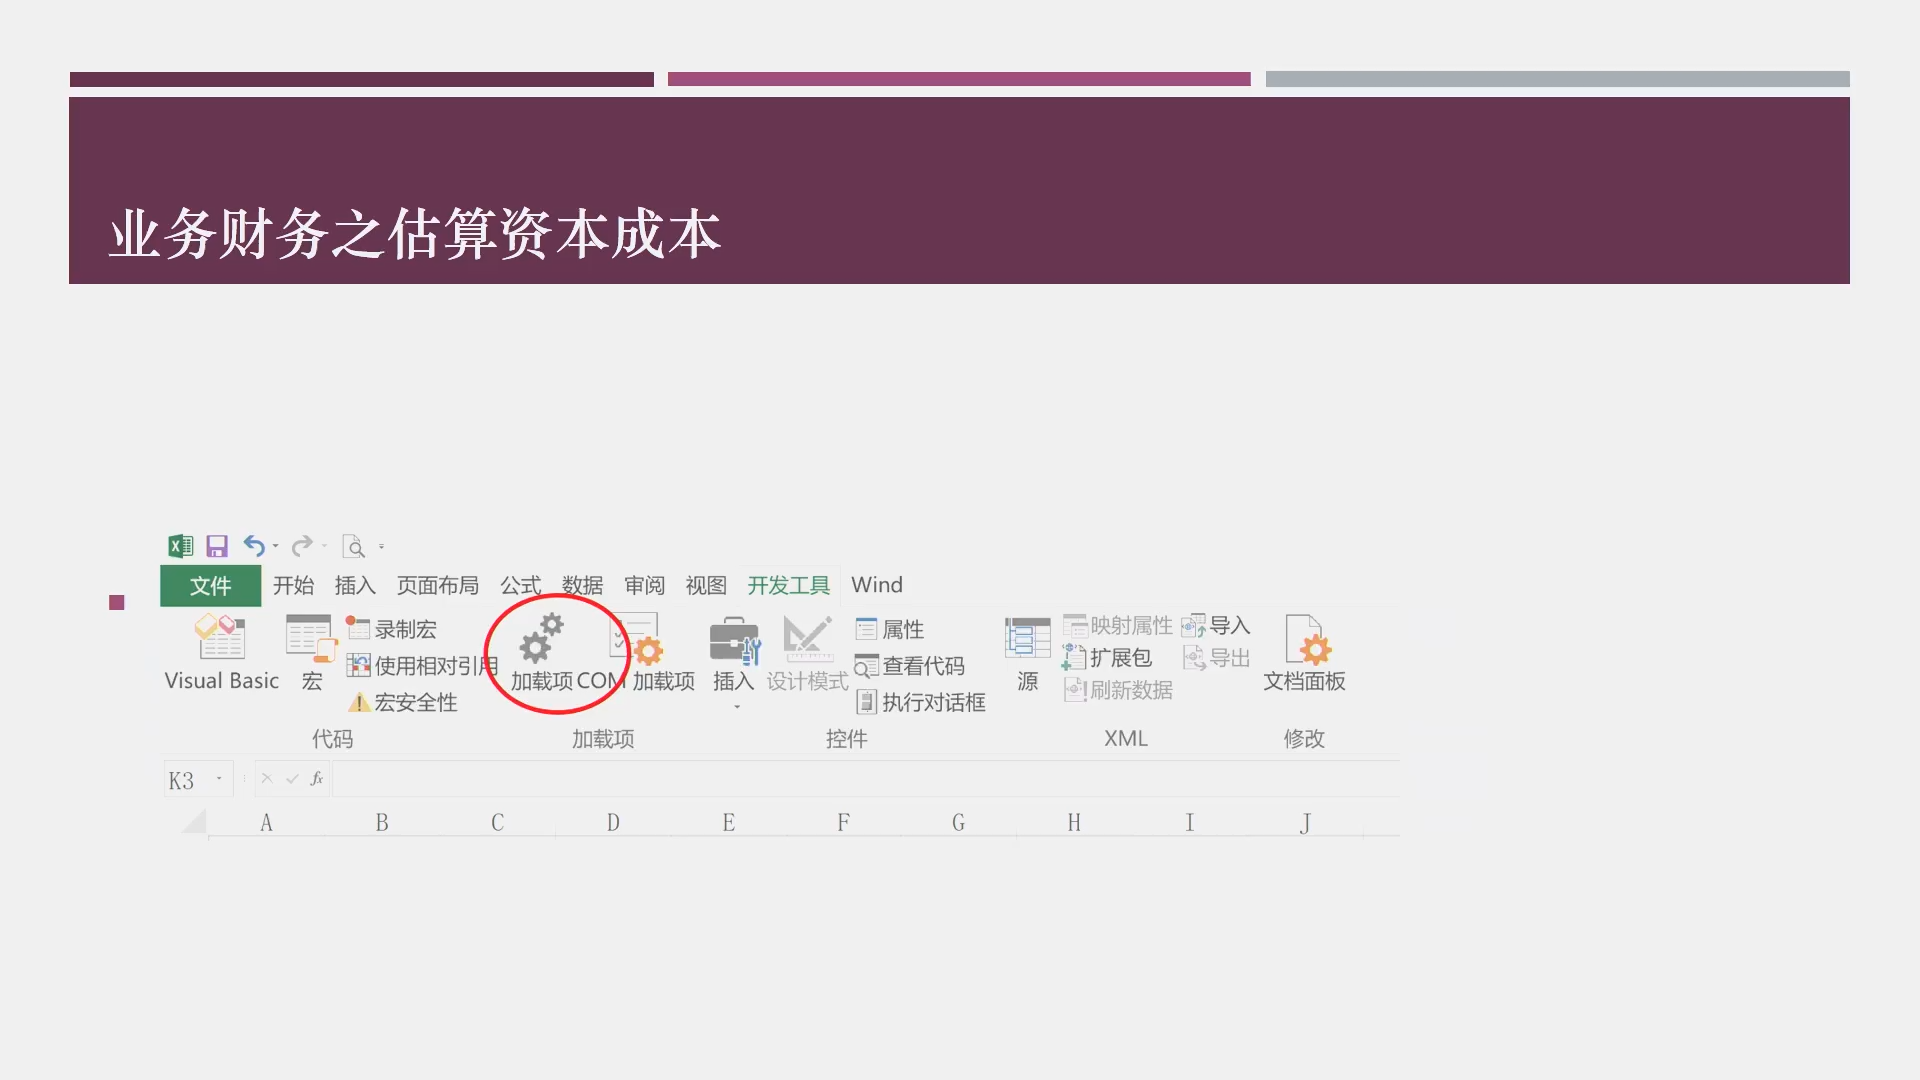 业务财务之估算资本成本
文件 开始 插入 页面布局 公式 数据 审阅 视图 开发工具 Wind
Visual Basic 宏 录制宏 使用相对引用 宏安全性 加载项 COM 加载项 插入 设计模式 属性 查看代码 执行对话框 源 映射属性 扩展包 刷新数据 导入 导出 文档面板
代码 加载项 控件 XML 修改
K3 fx
A B C D E F G H I J